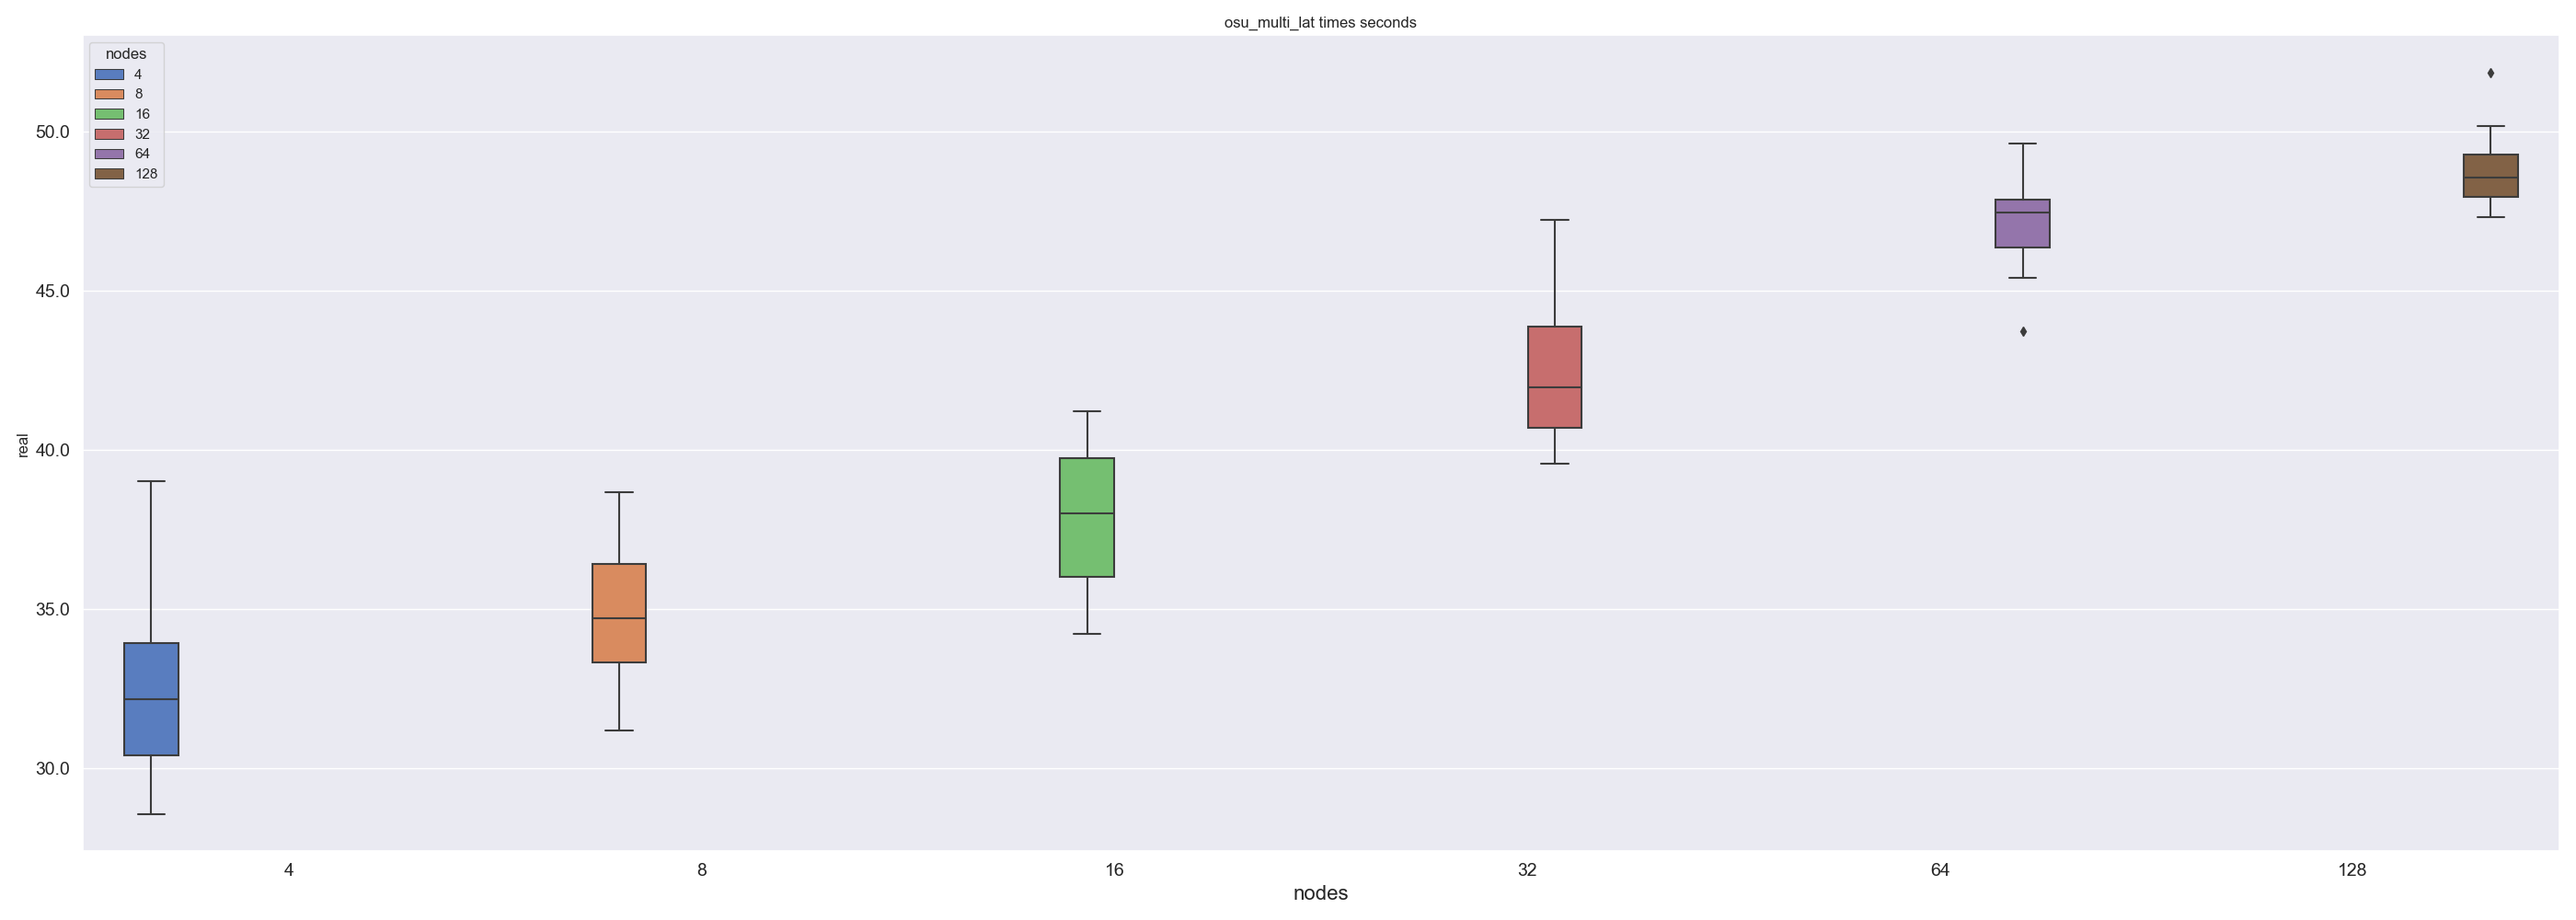 osu_multi_lat times seconds
nodes
4
8
16
32
64
128
50.0
45.0
40.0
35.0
30.0
real
4 8 16 32 64 128
nodes